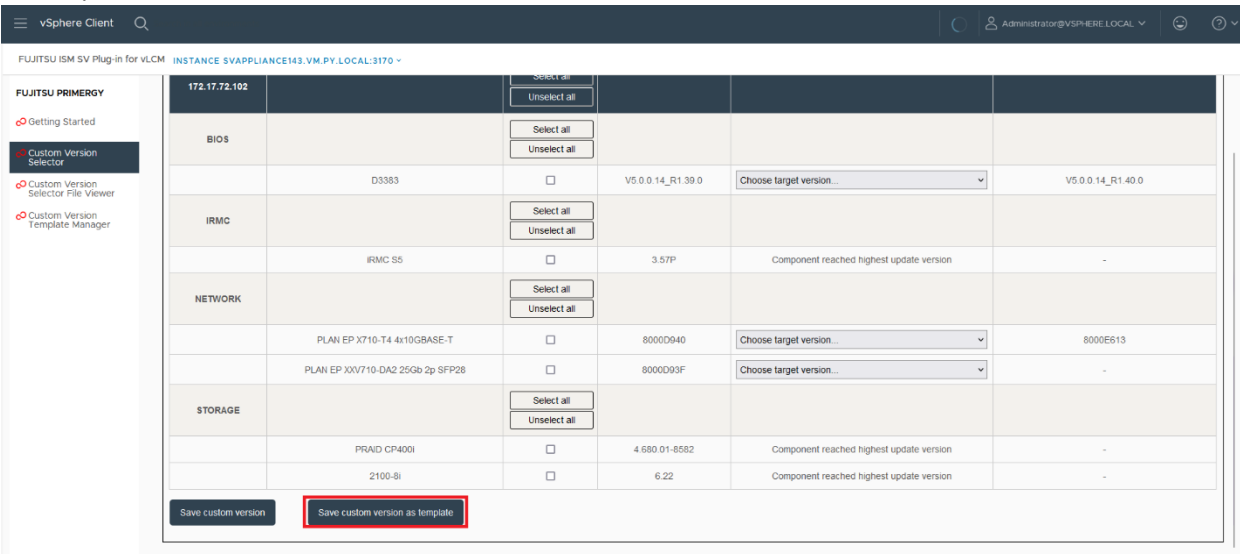 vSphere Client
Administrator@VSPHERE.LOCAL
FUJITSU ISM SV Plug-in for vLCM INSTANCE SVAPPLIANCE143.VM.PY.LOCAL:3170
FUJITSU PRIMERGY
Getting Started
Custom Version
Selector
Custom Version
Selector File Viewer
Custom Version
Template Manager
172.17.72.102
Select all
Unselect all
BIOS
Select all
Unselect all
D3383 V5.0.0.14_R1.39.0 Choose target version... V5.0.0.14_R1.40.0
IRMC
Select all
Unselect all
iRMC S5 3.57P Component reached highest update version -
NETWORK
Select all
Unselect all
PLAN EP X710-T4 4x10GBASE-T 8000D940 Choose target version... 8000E613
PLAN EP XXV710-DA2 25Gb 2p SFP28 8000D93F Choose target version... -
STORAGE
Select all
Unselect all
PRAID CP400i 4.680.01-8582 Component reached highest update version -
2100-8i 6.22 Component reached highest update version -
Save custom version Save custom version as template